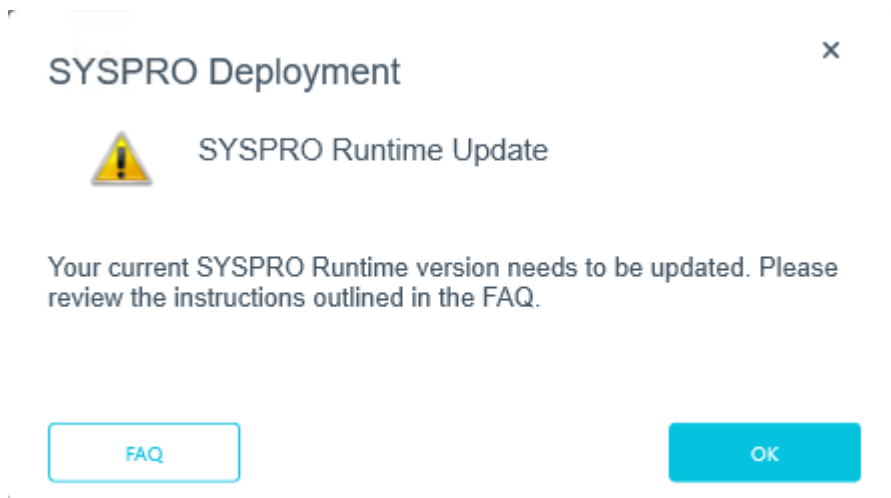 SYSPRO Deployment
SYSPRO Runtime Update
Your current SYSPRO Runtime version needs to be updated. Please
review the instructions outlined in the FAQ.
FAQ
OK